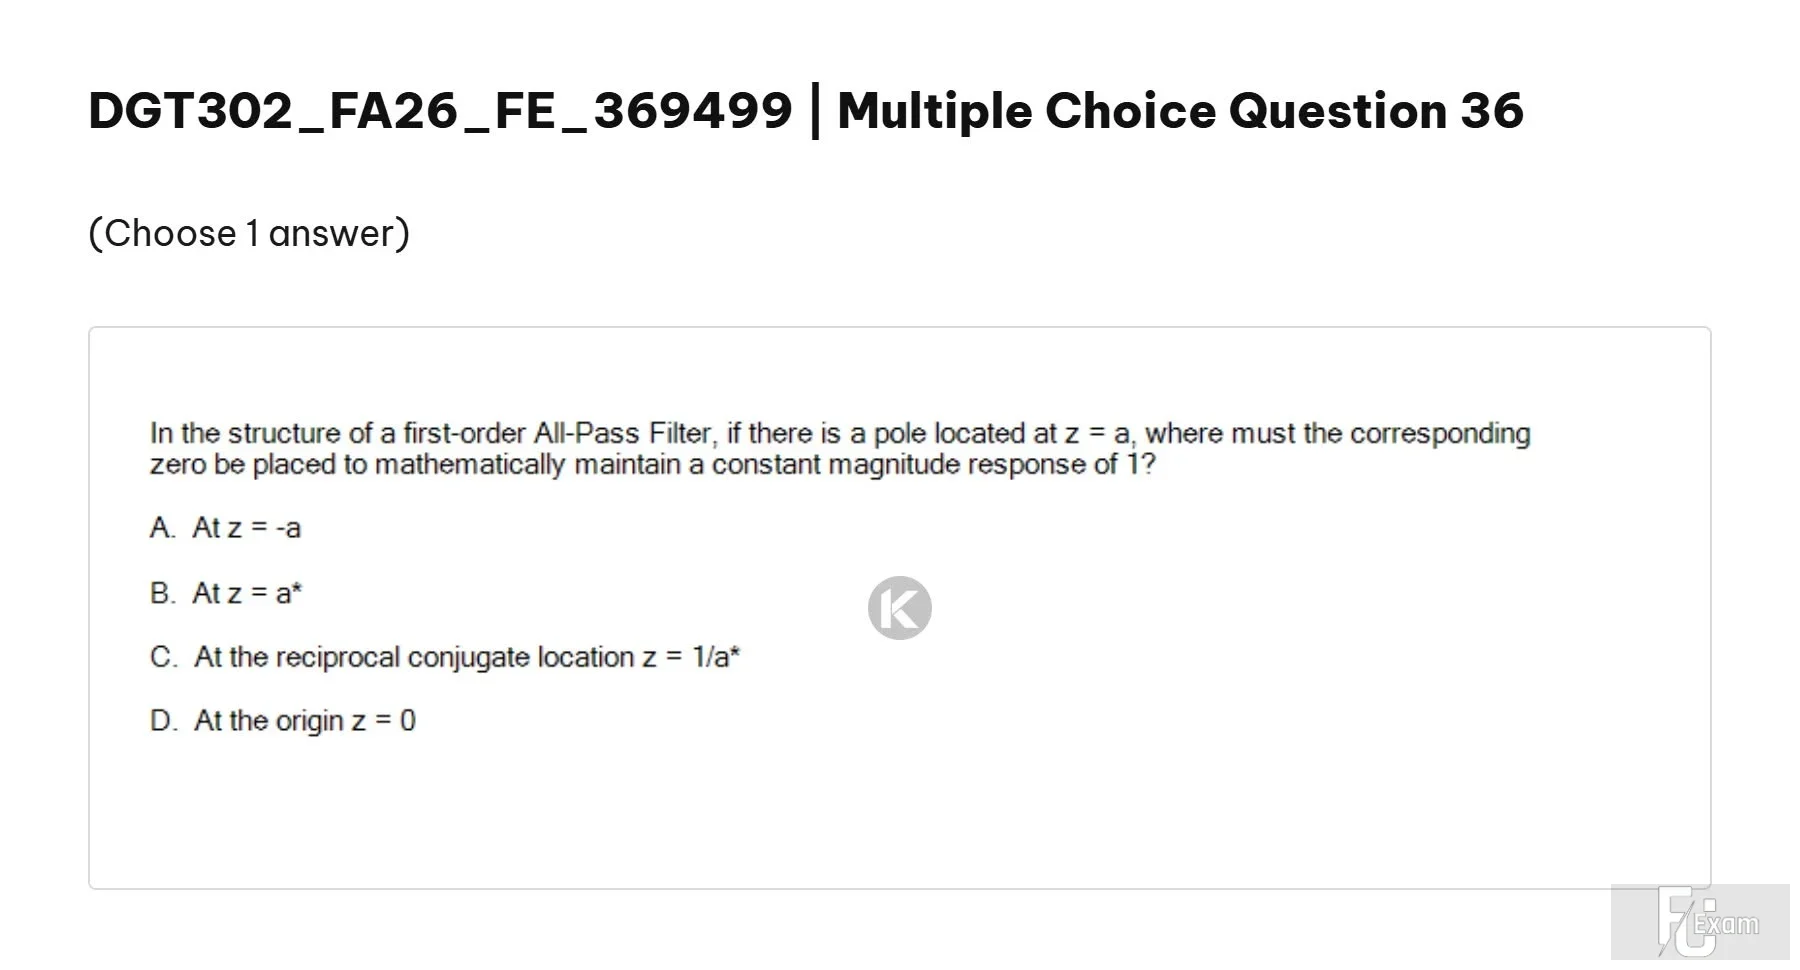 DGT302_FA26_FE_369499 | Multiple Choice Question 36
(Choose 1 answer)
In the structure of a first-order All-Pass Filter, if there is a pole located at z = a, where must the corresponding
zero be placed to mathematically maintain a constant magnitude response of 1?
A. At z = -a
B. At z = a*
C. At the reciprocal conjugate location z = 1/a*
D. At the origin z = 0
K
FU Exam